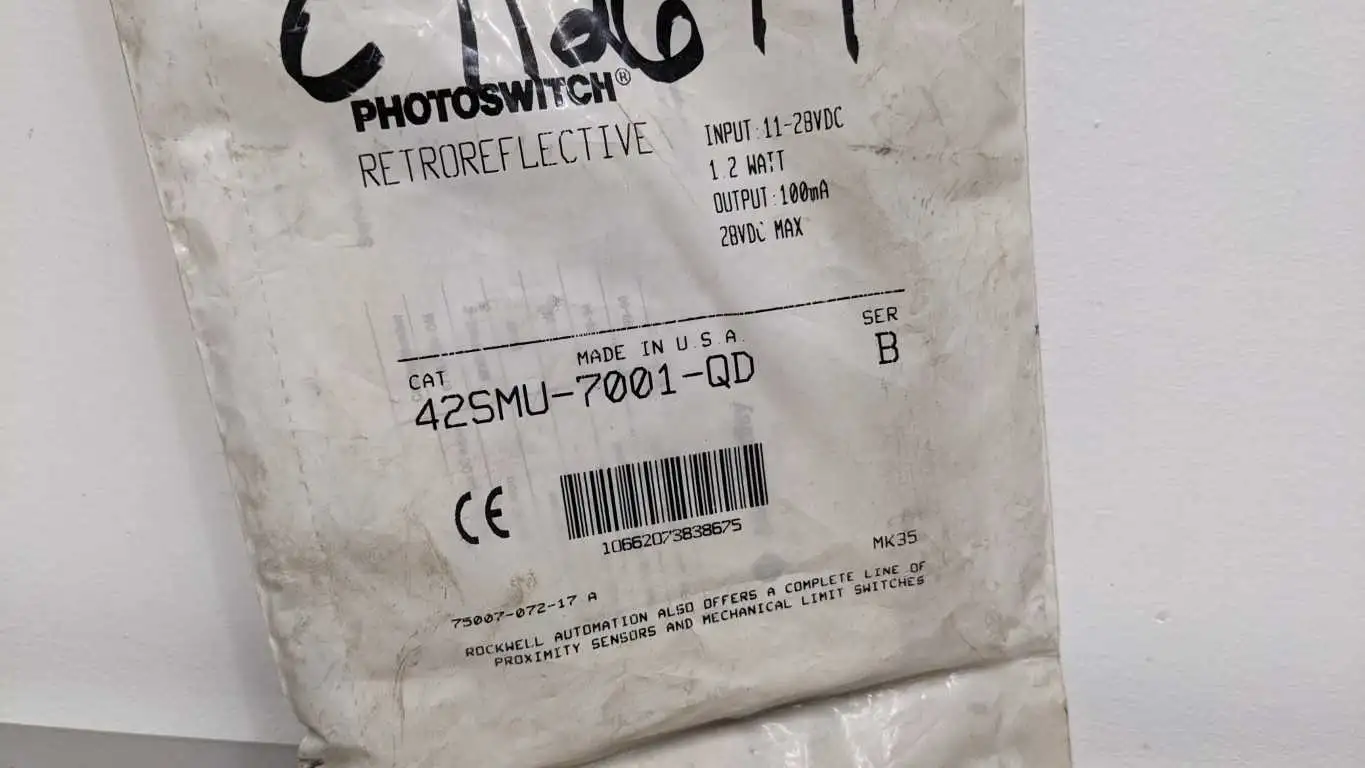 PHOTOSWITCH®
RETROREFLECTIVE
INPUT:11-28VDC
1.2 WATT
OUTPUT:100mA
28VDC MAX
MADE IN U.S.A.
SER
B
CAT
42SMU-7001-QD
CE
10662073838675
MK35
75007-072-17 A
ROCKWELL AUTOMATION ALSO OFFERS A COMPLETE LINE OF
PROXIMITY SENSORS AND MECHANICAL LIMIT SWITCHES